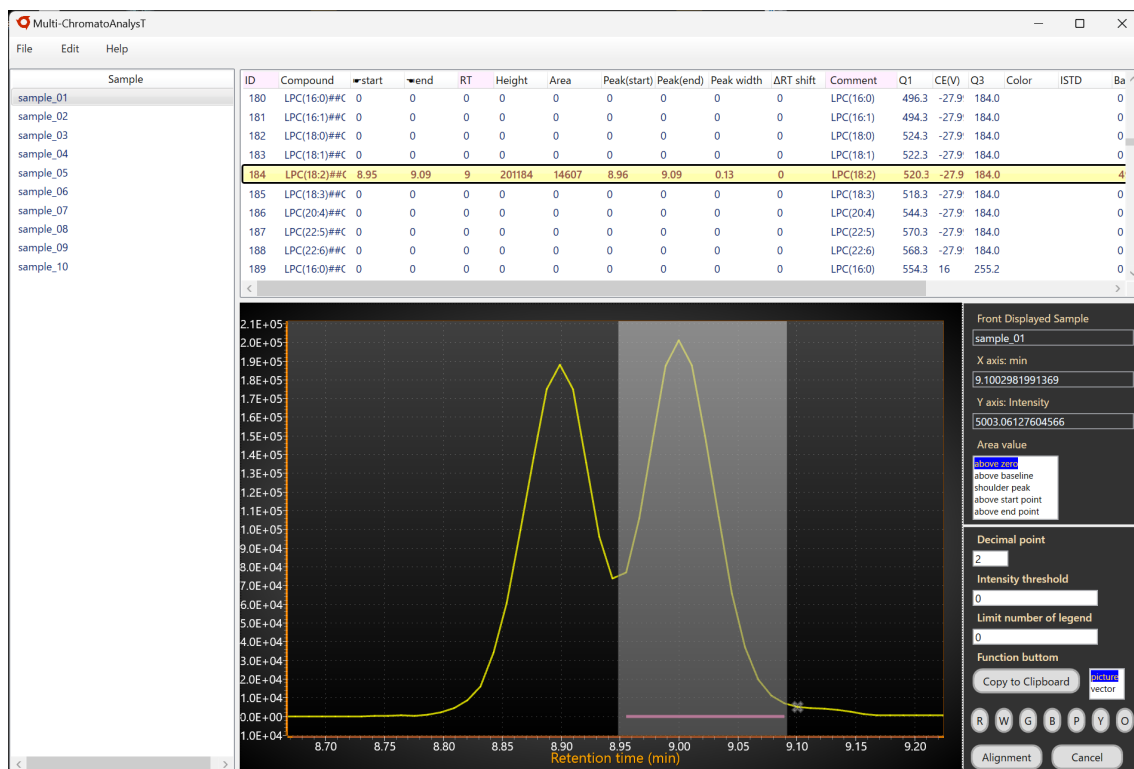 Multi-ChromatoAnalysT
File Edit Help
Sample
sample_01
sample_02
sample_03
sample_04
sample_05
sample_06
sample_07
sample_08
sample_09
sample_10
ID Compound start end RT Height Area Peak(start) Peak(end) Peak width ΔRT shift Comment Q1 CE(V) Q3 Color ISTD Ba
180 LPC(16:0)##C 0 0 0 0 0 0 0 0 0 LPC(16:0) 496.3 -27.9 184.0 0
181 LPC(16:1)##C 0 0 0 0 0 0 0 0 0 LPC(16:1) 494.3 -27.9 184.0 0
182 LPC(18:0)##C 0 0 0 0 0 0 0 0 0 LPC(18:0) 524.3 -27.9 184.0 0
183 LPC(18:1)##C 0 0 0 0 0 0 0 0 0 LPC(18:1) 522.3 -27.9 184.0 0
184 LPC(18:2)##C 8.95 9.09 9 201184 14607 8.96 9.09 0.13 0 LPC(18:2) 520.3 -27.9 184.0 4
185 LPC(18:3)##C 0 0 0 0 0 0 0 0 0 LPC(18:3) 518.3 -27.9 184.0 0
186 LPC(20:4)##C 0 0 0 0 0 0 0 0 0 LPC(20:4) 544.3 -27.9 184.0 0
187 LPC(22:5)##C 0 0 0 0 0 0 0 0 0 LPC(22:5) 570.3 -27.9 184.0 0
188 LPC(22:6)##C 0 0 0 0 0 0 0 0 0 LPC(22:6) 568.3 -27.9 184.0 0
189 LPC(16:0)##C 0 0 0 0 0 0 0 0 0 LPC(16:0) 554.3 16 255.2 0
2.1E+05
2.0E+05
1.9E+05
1.8E+05
1.7E+05
1.6E+05
1.5E+05
1.4E+05
1.3E+05
1.2E+05
1.1E+05
1.0E+05
9.0E+04
8.0E+04
7.0E+04
6.0E+04
5.0E+04
4.0E+04
3.0E+04
2.0E+04
1.0E+04
0.0E+00
1.0E+04
8.70 8.75 8.80 8.85 8.90 8.95 9.00 9.05 9.10 9.15 9.20
Retention time (min)
Front Displayed Sample
sample_01
X axis: min
9.1002981991369
Y axis: Intensity
5003.06127604566
Area value
above zero
above baseline
shoulder peak
above start point
above end point
Decimal point
2
Intensity threshold
0
Limit number of legend
0
Function buttom
Copy to Clipboard
picture
vector
R W G B P Y O
Alignment Cancel